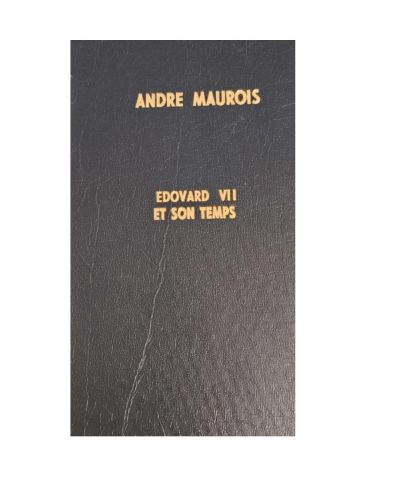 ANDRE MAUROIS
EDOVARD VII
ET SON TEMPS